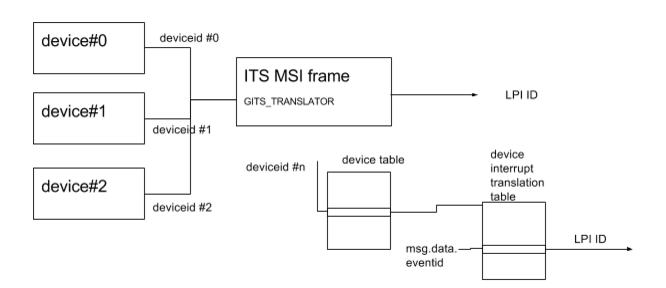 device#0
deviceid #0
ITS MSI frame
GITS_TRANSLATOR
LPI ID
device#1
deviceid #1
device#2
deviceid #2
deviceid #n
device table
device
interrupt
translation
table
msg.data.
eventid
LPI ID